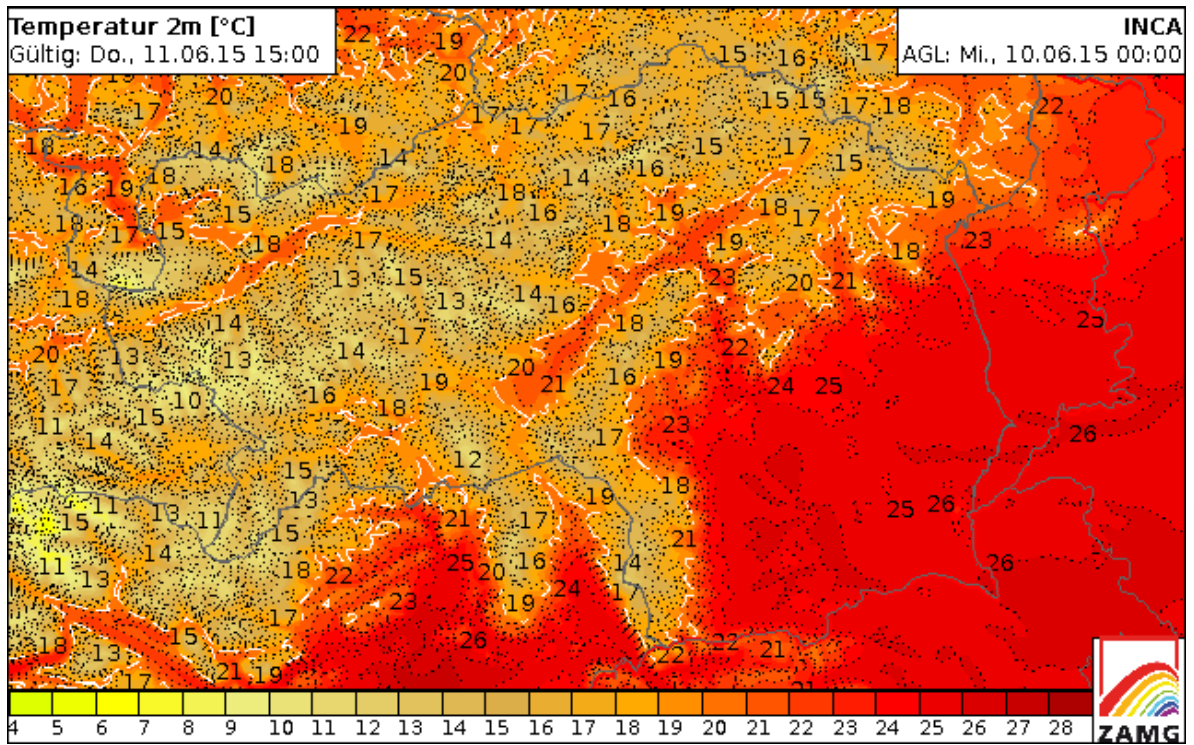 Temperatur 2m [°C]
Gültig: Do., 11.06.15 15:00
INCA
AGL: Mi., 10.06.15 00:00
22 19 15 16 17
19 20
20 17 17 16 15 15 17 18 22
17 19 17 17 17
18 14 18 14 16 15 17 15
16 19 18 17 18 14 19
18 15 16 18 19 18 17
17 15 18 17 14 19 18 23
14 13 15 13 14 16 23 20 21
18 14 17 18 25
20 13 13 14 20 19 22
17 10 16 19 21 16 24 25
11 15 18 23
14 12 17 26
15 18
11 13 11 13 19 25 26
15 15 21 17 21
11 14 18 25 16 14 26
13 22 20 24 17
17 23 19
18 13 15 26 22 22 21
17 21 19
4 5 6 7 8 9 10 11 12 13 14 15 16 17 18 19 20 21 22 23 24 25 26 27 28
ZAMG